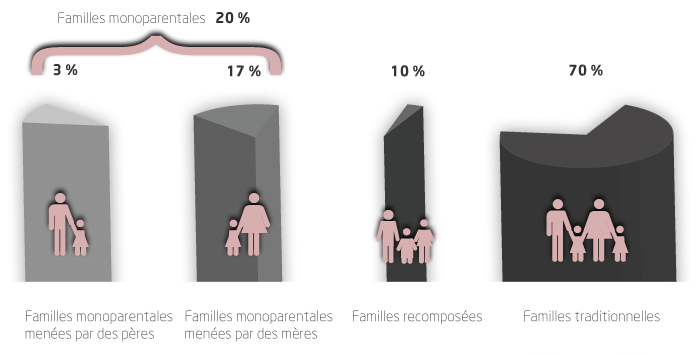 Familles monoparentales 20 %
3 %
17 %
10 %
70 %
Familles monoparentales
menées par des pères
Familles monoparentales
menées par des mères
Familles recomposées
Familles traditionnelles